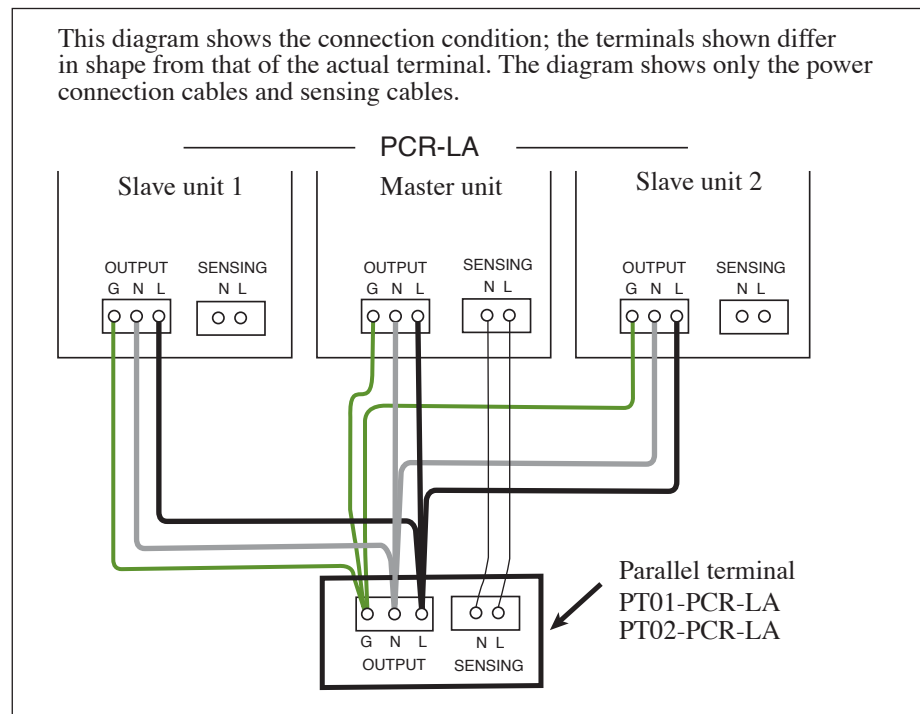 This diagram shows the connection condition; the terminals shown differ
in shape from that of the actual terminal. The diagram shows only the power
connection cables and sensing cables.
PCR-LA
Slave unit 1
Master unit
Slave unit 2
OUTPUT
G N L
SENSING
N L
OUTPUT
G N L
SENSING
N L
OUTPUT
G N L
SENSING
N L
G N L
OUTPUT
N L
SENSING
Parallel terminal
PT01-PCR-LA
PT02-PCR-LA